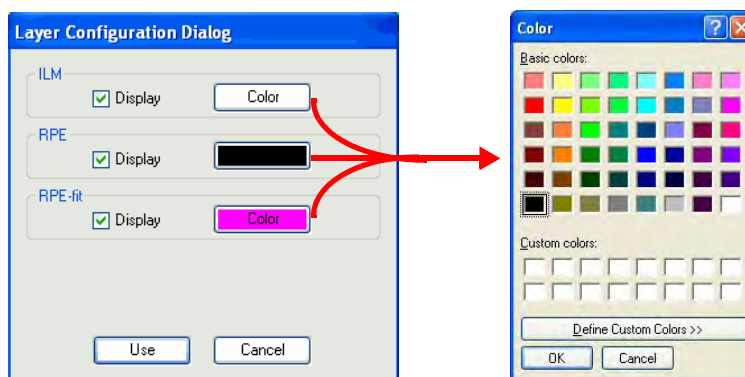 Layer Configuration Dialog
ILM
Display
Color
RPE
Display
RPE-fit
Display
Color
Use
Cancel
Color
?
Basic colors:
Custom colors:
Define Custom Colors >>
OK
Cancel